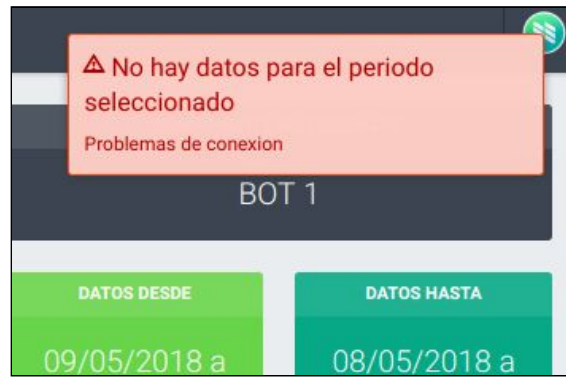 No hay datos para el periodo
seleccionado
Problemas de conexion
BOT 1
DATOS DESDE
DATOS HASTA
09/05/2018 a
08/05/2018 a